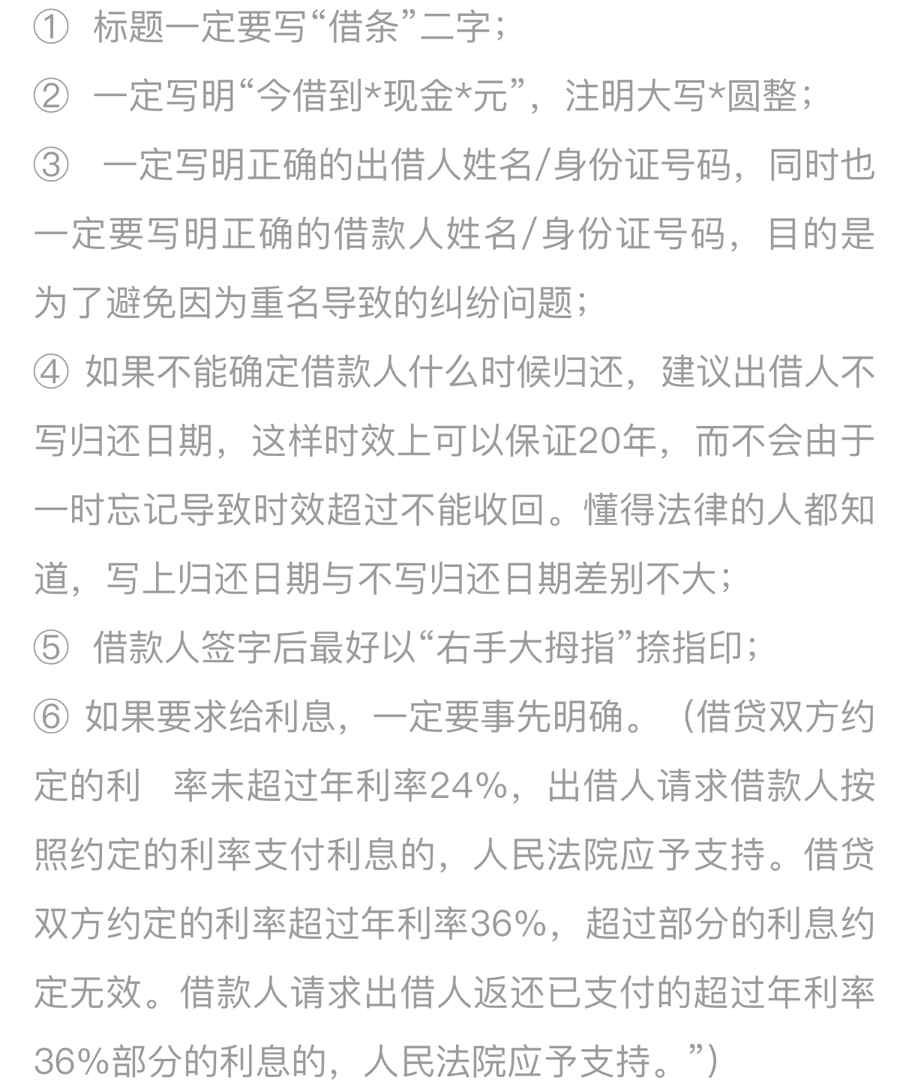 ① 标题一定要写“借条”二字；
② 一定写明“今借到*现金*元”，注明大写*圆整；
③ 一定写明正确的出借人姓名/身份证号码，同时也
一定要写明正确的借款人姓名/身份证号码，目的是
为了避免因为重名导致的纠纷问题；
④ 如果不能确定借款人什么时候归还，建议出借人不
写归还日期，这样时效上可以保证20年，而不会由于
一时忘记导致时效超过不能收回。懂得法律的人都知
道，写上归还日期与不写归还日期差别不大；
⑤ 借款人签字后最好以“右手大拇指”捺指印；
⑥ 如果要求给利息，一定要事先明确。（借贷双方约
定的利 率未超过年利率24%，出借人请求借款人按
照约定的利率支付利息的，人民法院应予支持。借贷
双方约定的利率超过年利率36%，超过部分的利息约
定无效。借款人请求出借人返还已支付的超过年利率
36%部分的利息的，人民法院应予支持。”）